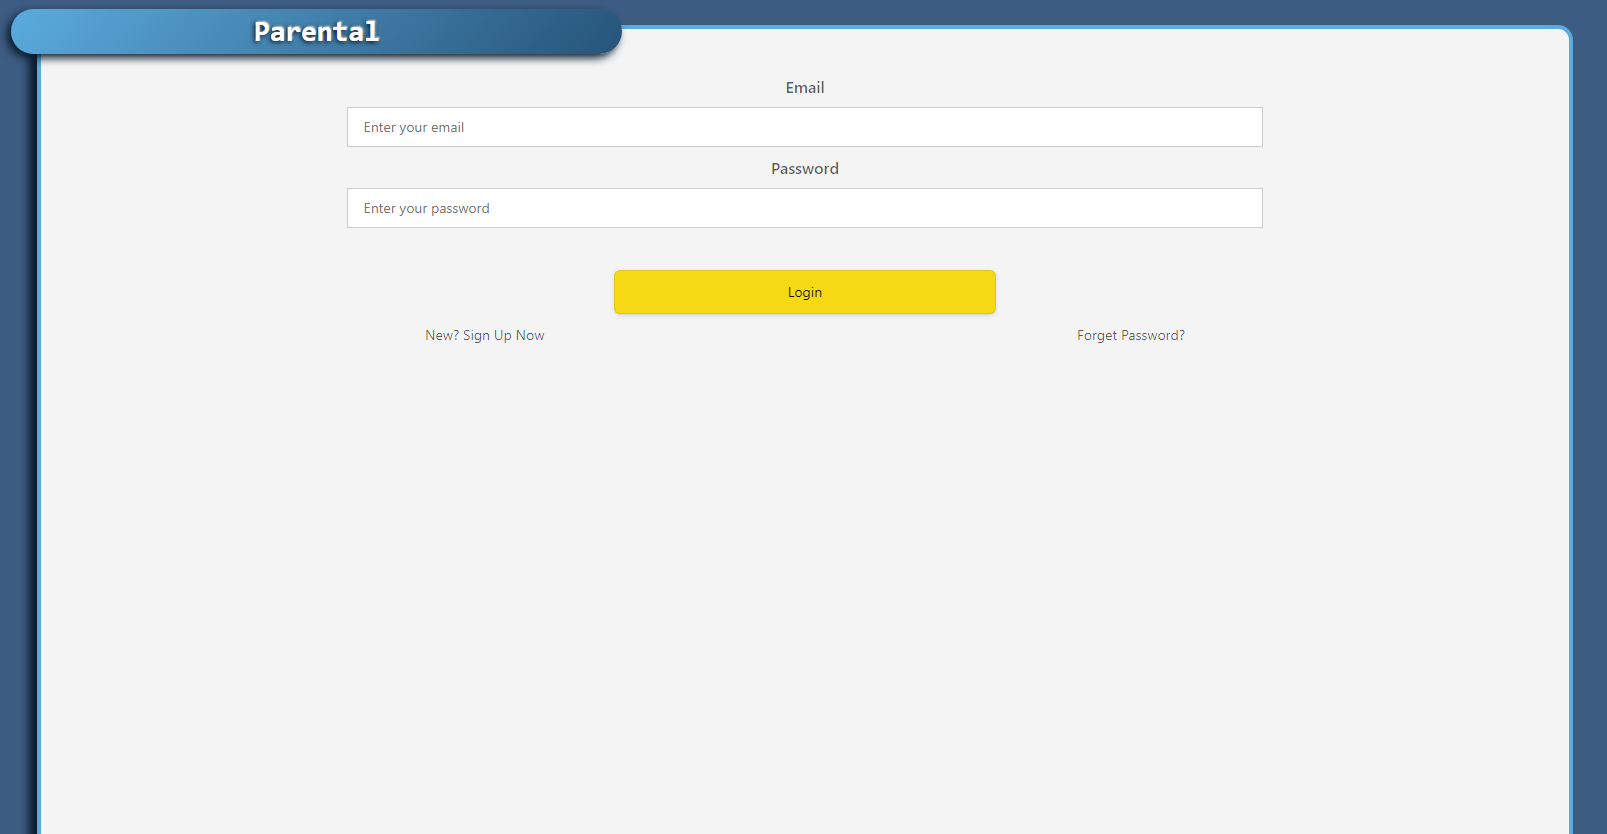 Parental
Email
Enter your email
Password
Enter your password
Login
New? Sign Up Now
Forget Password?